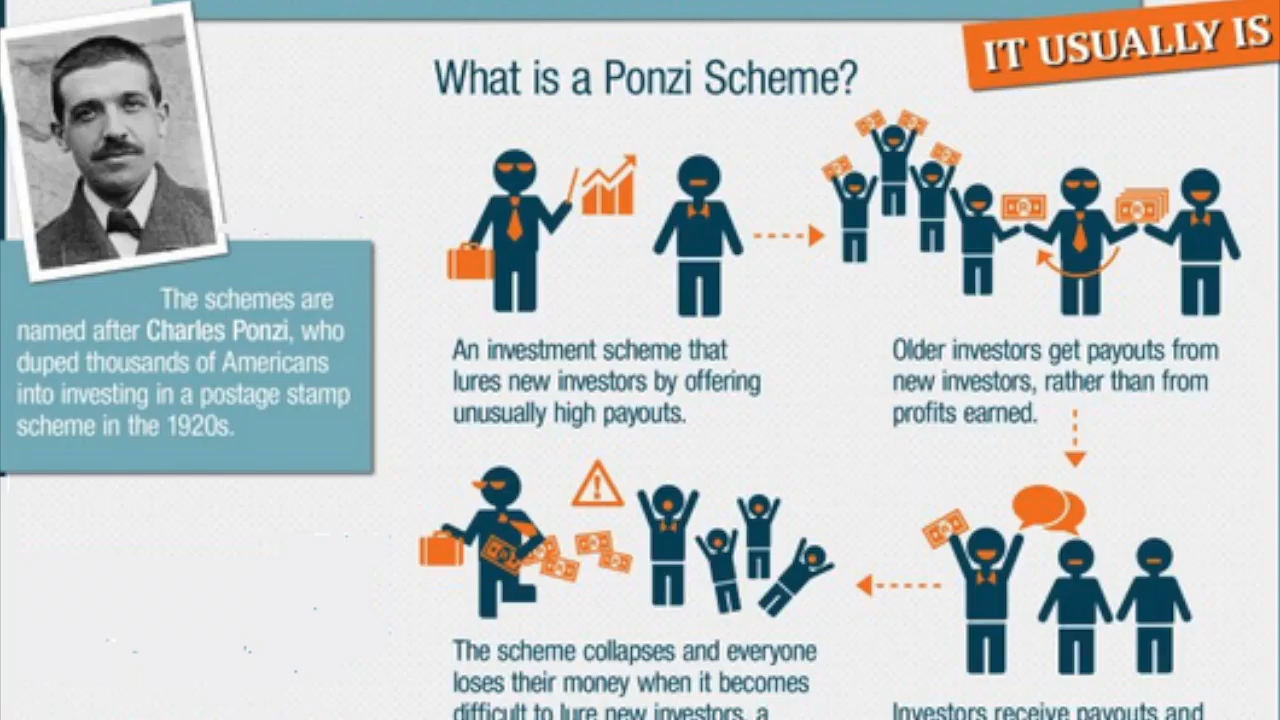 IT USUALLY IS
What is a Ponzi Scheme?
The schemes are
named after Charles Ponzi, who
duped thousands of Americans
into investing in a postage stamp
scheme in the 1920s.
An investment scheme that
lures new investors by offering
unusually high payouts.
Older investors get payouts from
new investors, rather than from
profits earned.
The scheme collapses and everyone
loses their money when it becomes
difficult to lure new investors, a
Investors receive payouts and